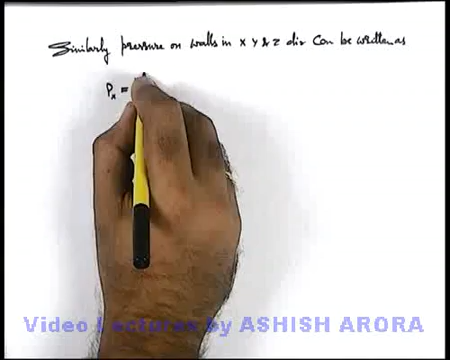 Similarly pressure on walls in x y & z dir can be written as
Px =
Video Lectures by ASHISH ARORA